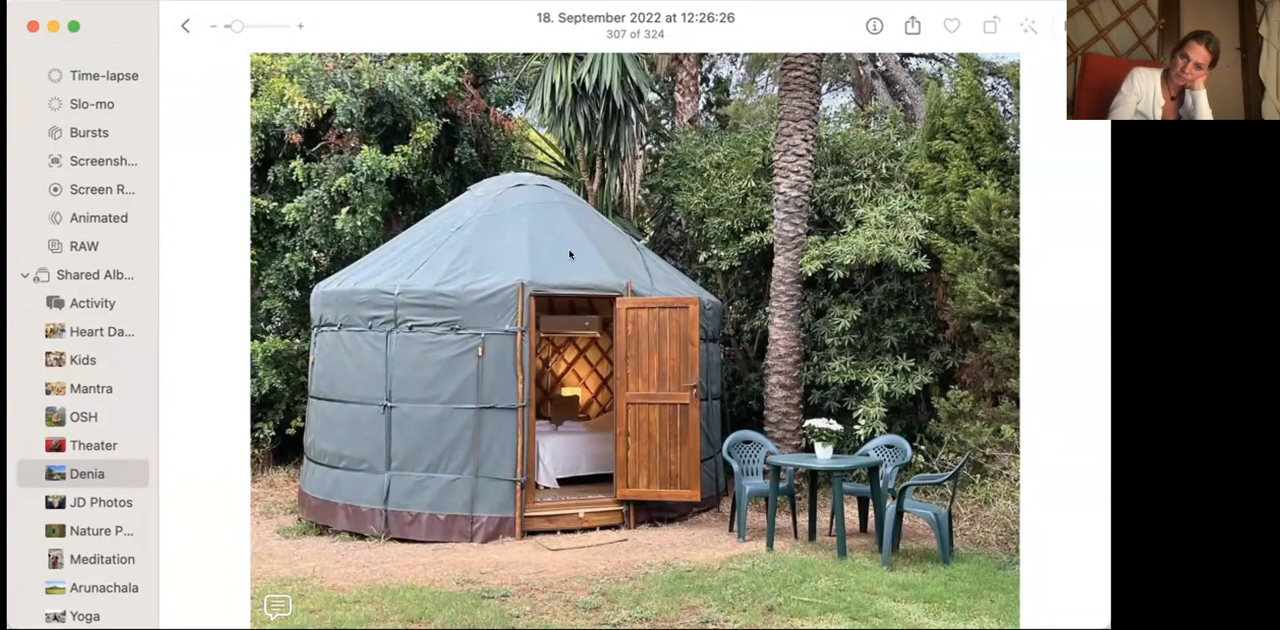 18. September 2022 at 12:26:26
307 of 324
Time-lapse
Slo-mo
Bursts
Screensh...
Screen R...
Animated
RAW
Shared Alb...
Activity
Heart Da...
Kids
Mantra
OSH
Theater
Denia
JD Photos
Nature P...
Meditation
Arunachala
Yoga